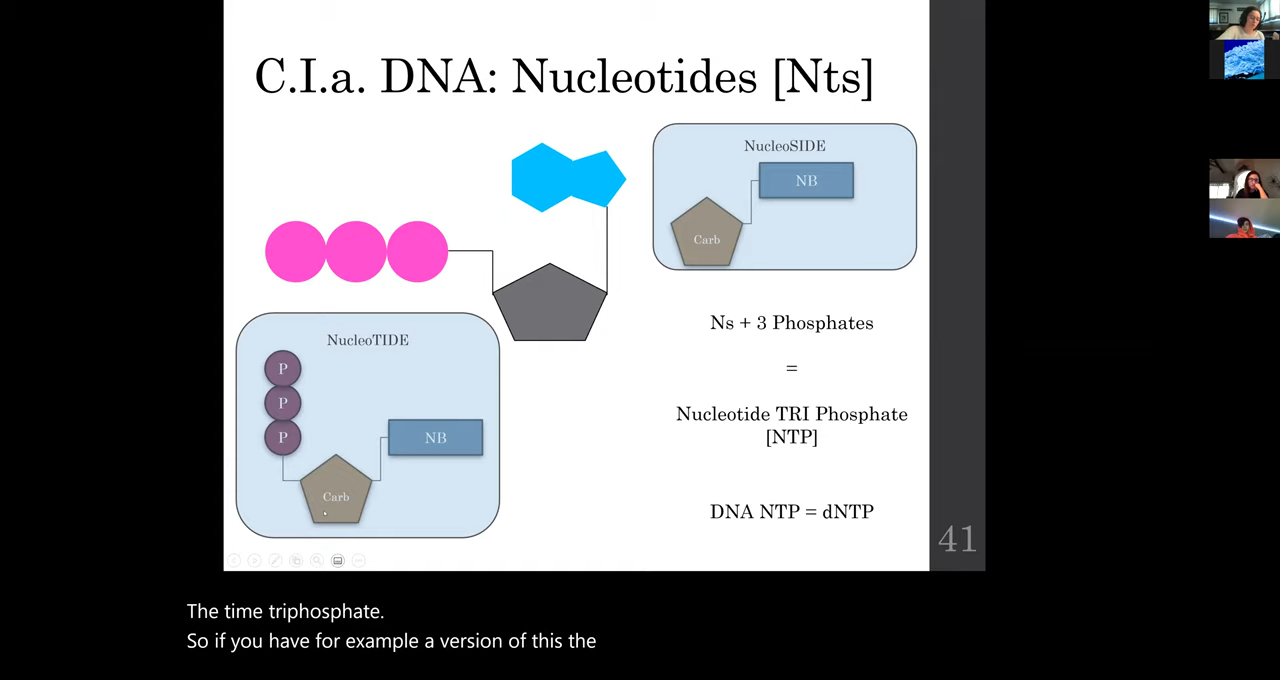 C.I.a. DNA: Nucleotides [Nts]
NucleoSIDE
NB
Carb
NucleoTIDE
P
P
P
NB
Carb
Ns + 3 Phosphates
=
Nucleotide TRI Phosphate
[NTP]
DNA NTP = dNTP
41
The time triphosphate.
So if you have for example a version of this the